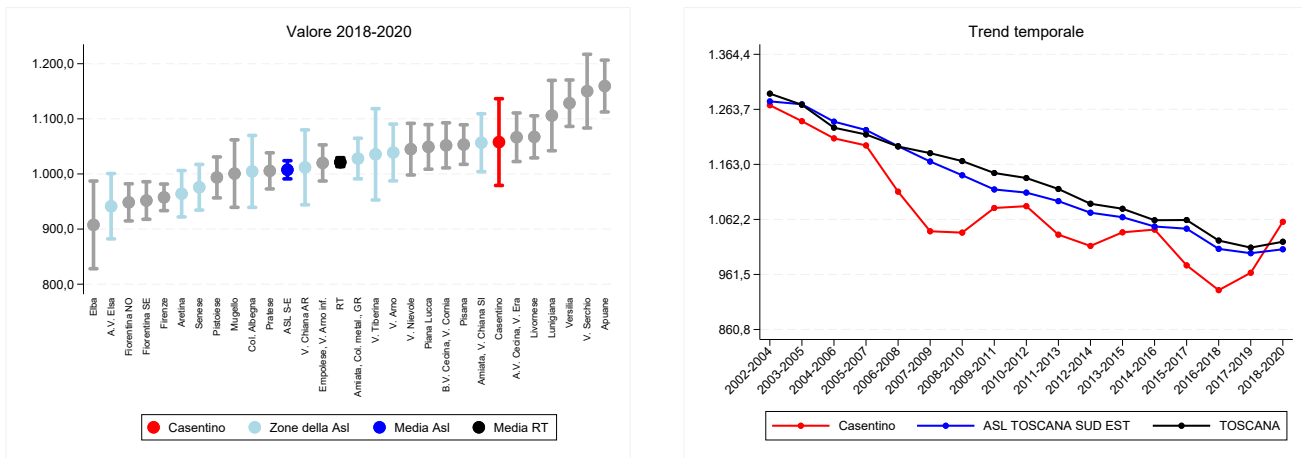 Valore 2018-2020
1.200,0
1.100,0
1.000,0
900,0
800,0
Elba
A.V. Elsa
Fiorentina NO
Fiorentina SE
Firenze
Aretina
Senese
Pistoiese
Mugello
Col. Albegna
Pratese
ASL S-E
V. Chiana AR
Empolese, V. Arno inf.
RT
Amiata, Col. metal., GR
V. Tiberina
V. Arno
V. Nievole
Piana Lucca
B.V. Cecina, V. Cornia
Pisana
Amiata, V. Chiana SI
Casentino
A.V. Cecina, V. Era
Livornese
Lunigiana
Versilia
V. Serchio
Apuane
Casentino Zone della Asl Media Asl Media RT
Trend temporale
1.364,4
1.263,7
1.163,0
1.062,2
961,5
860,8
2002-2004
2003-2005
2004-2006
2005-2007
2006-2008
2007-2009
2008-2010
2009-2011
2010-2012
2011-2013
2012-2014
2013-2015
2014-2016
2015-2017
2016-2018
2017-2019
2018-2020
Casentino ASL TOSCANA SUD EST TOSCANA